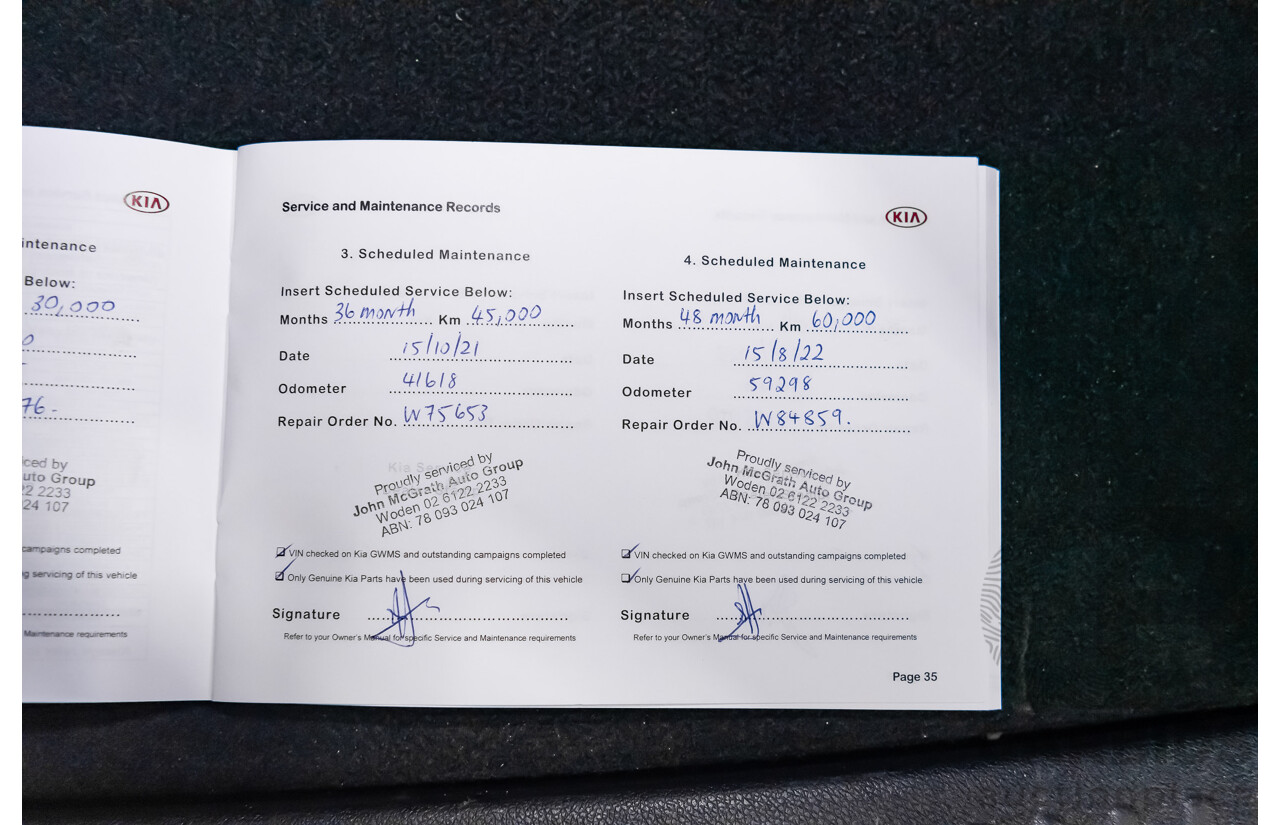 KIA
intenance
Below:
30,000
0
76-
iced by
uto Group
22 2233
24 107
campaigns completed
g servicing of this vehicle
Maintenance requirements
Service and Maintenance Records
KIA
3. Scheduled Maintenance
Insert Scheduled Service Below:
Months 36 month Km 45,000
Date 15/10/21
Odometer 41618
Repair Order No. W75653
Proudly serviced by
John McGrath Auto Group
Woden 02 6122 2233
ABN: 78 093 024 107
VIN checked on Kia GWMS and outstanding campaigns completed
Only Genuine Kia Parts have been used during servicing of this vehicle
Signature
Refer to your Owner's Manual for specific Service and Maintenance requirements
4. Scheduled Maintenance
Insert Scheduled Service Below:
Months 48 month Km 60,000
Date 15/8/22
Odometer 59298
Repair Order No. W84859.
Proudly serviced by
John McGrath Auto Group
Woden 02 6122 2233
ABN: 78 093 024 107
VIN checked on Kia GWMS and outstanding campaigns completed
Only Genuine Kia Parts have been used during servicing of this vehicle
Signature
Refer to your Owner's Manual for specific Service and Maintenance requirements
Page 35